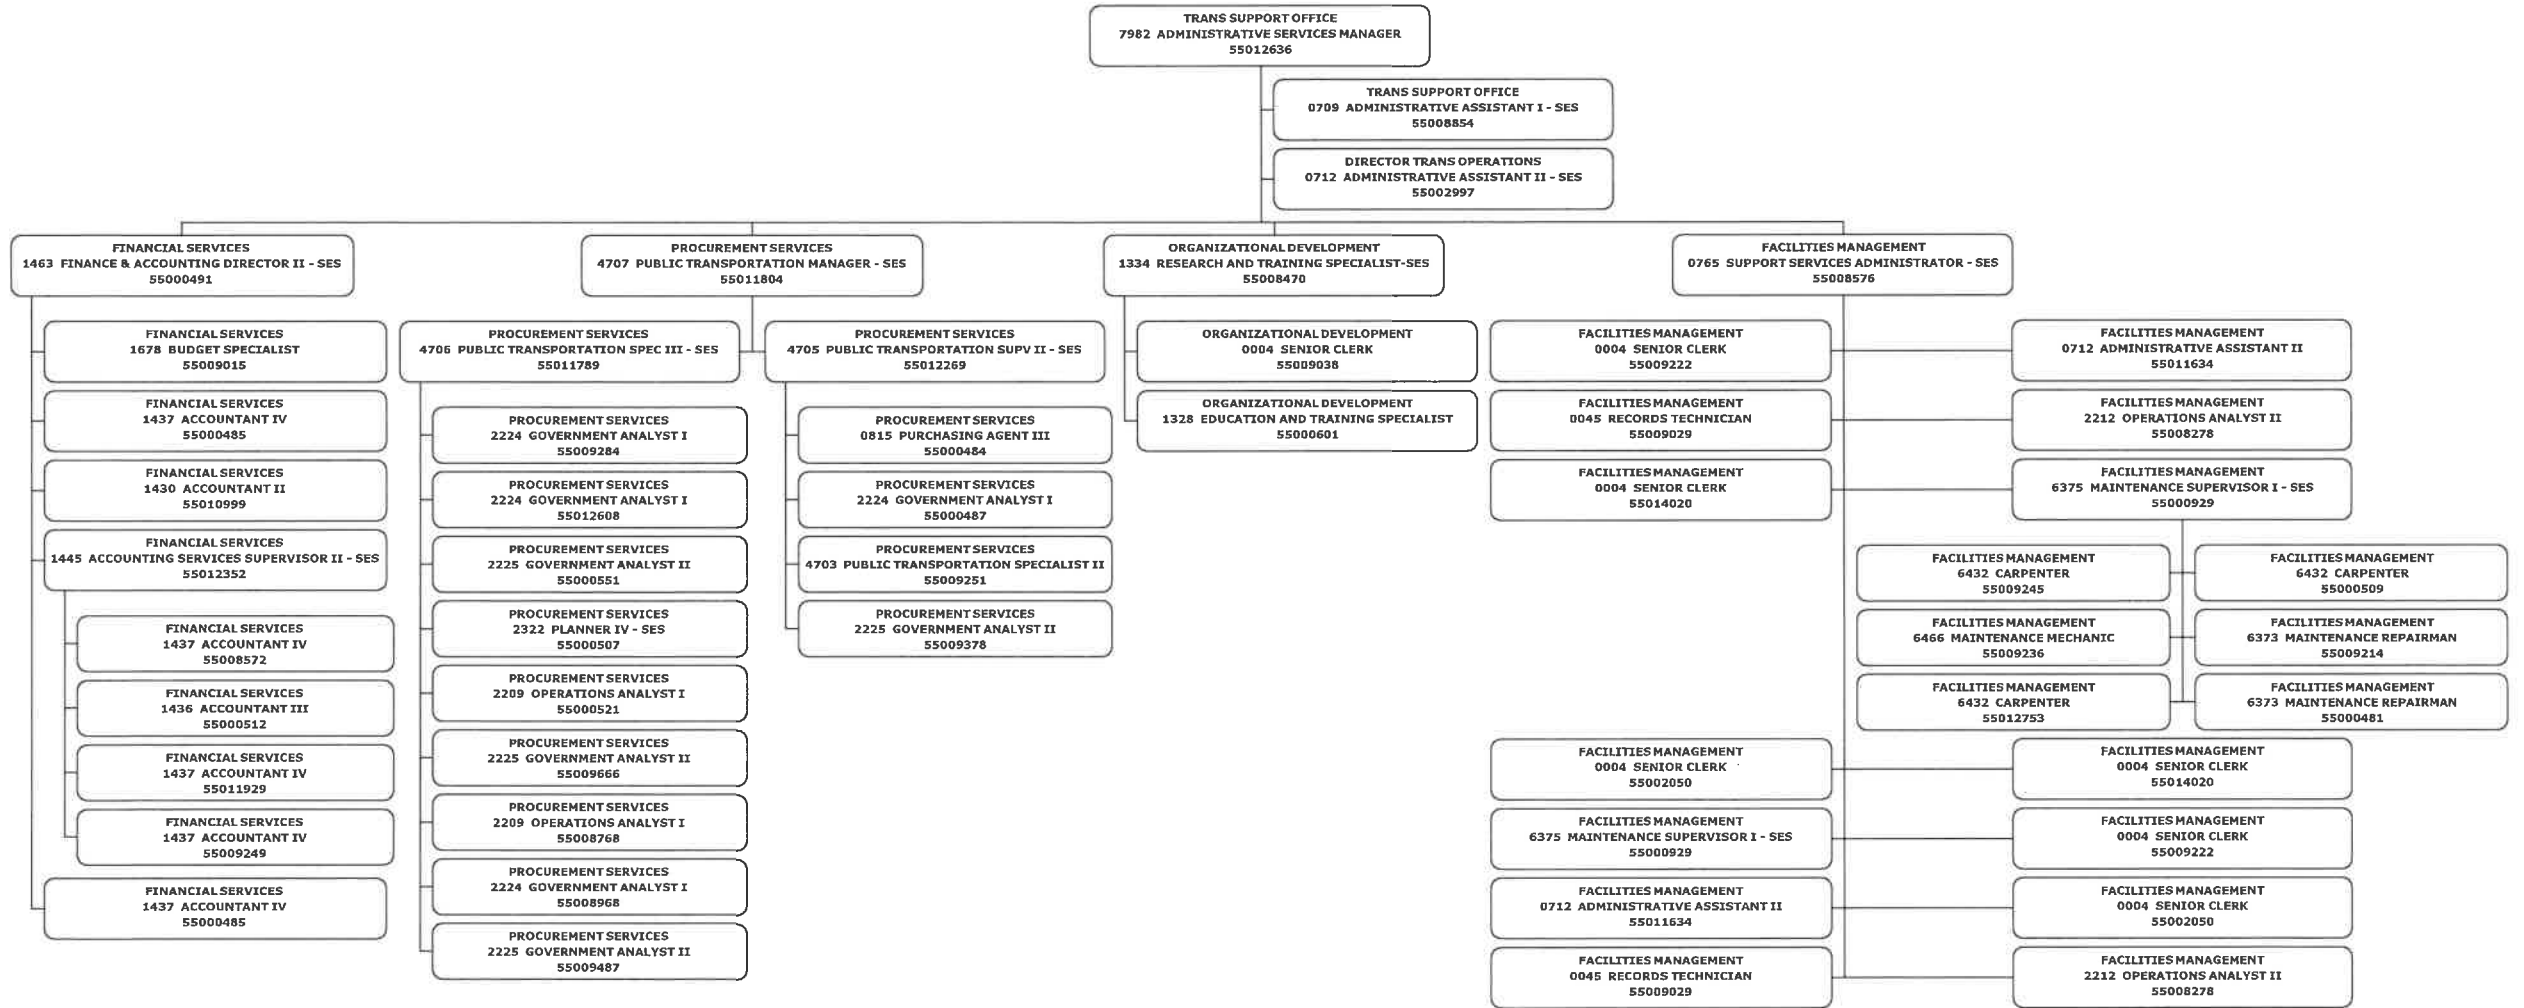 TRANS SUPPORT OFFICE
7982 ADMINISTRATIVE SERVICES MANAGER
55012636
TRANS SUPPORT OFFICE
0709 ADMINISTRATIVE ASSISTANT I - SES
55008854
DIRECTOR TRANS OPERATIONS
0712 ADMINISTRATIVE ASSISTANT II - SES
55002997
FINANCIAL SERVICES
1463 FINANCE & ACCOUNTING DIRECTOR II - SES
55000491
FINANCIAL SERVICES
1678 BUDGET SPECIALIST
55009015
FINANCIAL SERVICES
1437 ACCOUNTANT IV
55000485
FINANCIAL SERVICES
1430 ACCOUNTANT II
55010999
FINANCIAL SERVICES
1445 ACCOUNTING SERVICES SUPERVISOR II - SES
55012352
FINANCIAL SERVICES
1437 ACCOUNTANT IV
55008572
FINANCIAL SERVICES
1436 ACCOUNTANT III
55000512
FINANCIAL SERVICES
1437 ACCOUNTANT IV
55011929
FINANCIAL SERVICES
1437 ACCOUNTANT IV
55009249
FINANCIAL SERVICES
1437 ACCOUNTANT IV
55000485
PROCUREMENT SERVICES
4707 PUBLIC TRANSPORTATION MANAGER - SES
55011804
PROCUREMENT SERVICES
4706 PUBLIC TRANSPORTATION SPEC III - SES
55011789
PROCUREMENT SERVICES
2224 GOVERNMENT ANALYST I
55009284
PROCUREMENT SERVICES
2224 GOVERNMENT ANALYST I
55012608
PROCUREMENT SERVICES
2225 GOVERNMENT ANALYST II
55000551
PROCUREMENT SERVICES
2322 PLANNER IV - SES
55000507
PROCUREMENT SERVICES
2209 OPERATIONS ANALYST I
55000521
PROCUREMENT SERVICES
2225 GOVERNMENT ANALYST II
55009666
PROCUREMENT SERVICES
2209 OPERATIONS ANALYST I
55008768
PROCUREMENT SERVICES
2224 GOVERNMENT ANALYST I
55008968
PROCUREMENT SERVICES
2225 GOVERNMENT ANALYST II
55009487
PROCUREMENT SERVICES
4705 PUBLIC TRANSPORTATION SUPV II - SES
55012269
PROCUREMENT SERVICES
0815 PURCHASING AGENT III
55000484
PROCUREMENT SERVICES
2224 GOVERNMENT ANALYST I
55000487
PROCUREMENT SERVICES
4703 PUBLIC TRANSPORTATION SPECIALIST II
55009251
PROCUREMENT SERVICES
2225 GOVERNMENT ANALYST II
55009378
ORGANIZATIONAL DEVELOPMENT
1334 RESEARCH AND TRAINING SPECIALIST-SES
55008470
ORGANIZATIONAL DEVELOPMENT
0004 SENIOR CLERK
55009038
ORGANIZATIONAL DEVELOPMENT
1328 EDUCATION AND TRAINING SPECIALIST
55000601
FACILITIES MANAGEMENT
0765 SUPPORT SERVICES ADMINISTRATOR - SES
55008576
FACILITIES MANAGEMENT
0004 SENIOR CLERK
55009222
FACILITIES MANAGEMENT
0712 ADMINISTRATIVE ASSISTANT II
55011634
FACILITIES MANAGEMENT
0045 RECORDS TECHNICIAN
55009029
FACILITIES MANAGEMENT
2212 OPERATIONS ANALYST II
55008278
FACILITIES MANAGEMENT
0004 SENIOR CLERK
55014020
FACILITIES MANAGEMENT
6375 MAINTENANCE SUPERVISOR I - SES
55000929
FACILITIES MANAGEMENT
6432 CARPENTER
55009245
FACILITIES MANAGEMENT
6432 CARPENTER
55000509
FACILITIES MANAGEMENT
6466 MAINTENANCE MECHANIC
55009236
FACILITIES MANAGEMENT
6373 MAINTENANCE REPAIRMAN
55009214
FACILITIES MANAGEMENT
6432 CARPENTER
55012753
FACILITIES MANAGEMENT
6373 MAINTENANCE REPAIRMAN
55000481
FACILITIES MANAGEMENT
0004 SENIOR CLERK
55002050
FACILITIES MANAGEMENT
0004 SENIOR CLERK
55014020
FACILITIES MANAGEMENT
6375 MAINTENANCE SUPERVISOR I - SES
55000929
FACILITIES MANAGEMENT
0004 SENIOR CLERK
55009222
FACILITIES MANAGEMENT
0712 ADMINISTRATIVE ASSISTANT II
55011634
FACILITIES MANAGEMENT
0004 SENIOR CLERK
55002050
FACILITIES MANAGEMENT
0045 RECORDS TECHNICIAN
55009029
FACILITIES MANAGEMENT
2212 OPERATIONS ANALYST II
55008278